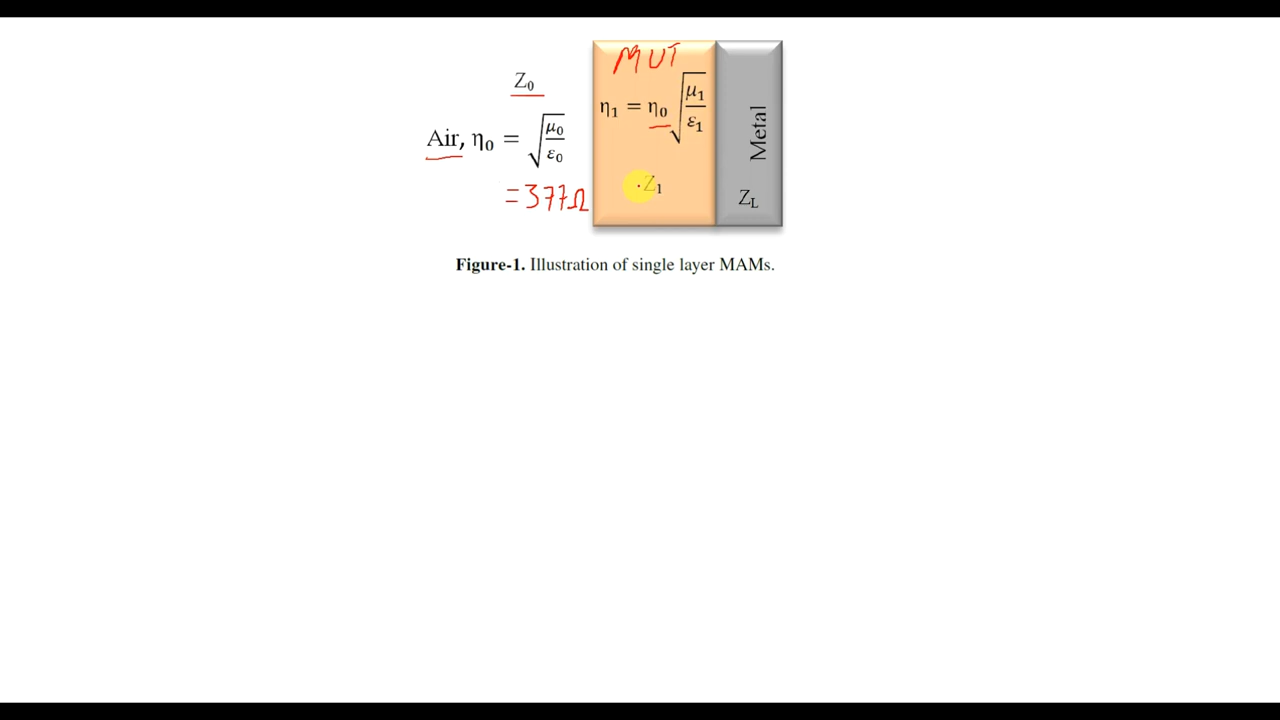 Z₀
Air, η₀ = √(μ₀/ε₀)
= 377Ω
MUT
η₁ = η₀ √(μ₁/ε₁)
Z₁
Metal
Z_L
Figure-1. Illustration of single layer MAMs.